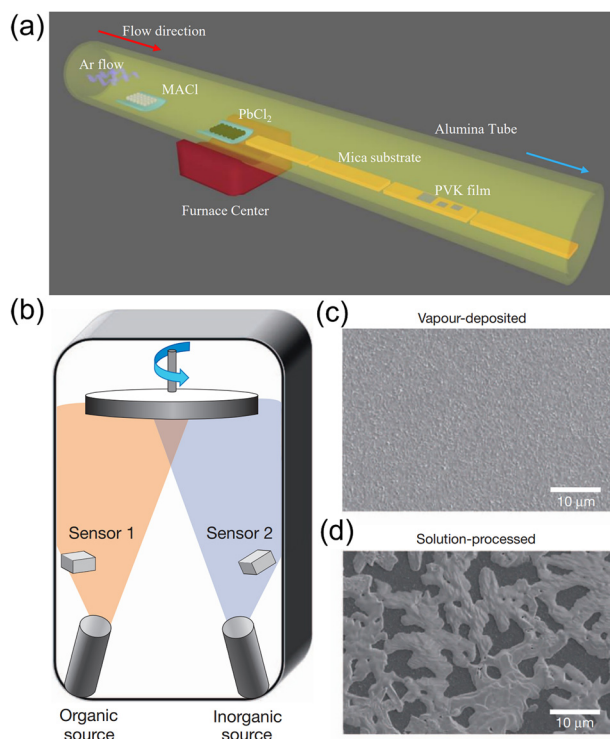 (a)
Flow direction
Ar flow
MACl
PbCl₂
Alumina Tube
Mica substrate
PVK film
Furnace Center
(b)
Sensor 1
Sensor 2
Organic
source
Inorganic
source
(c)
Vapour-deposited
10 μm
(d)
Solution-processed
10 μm